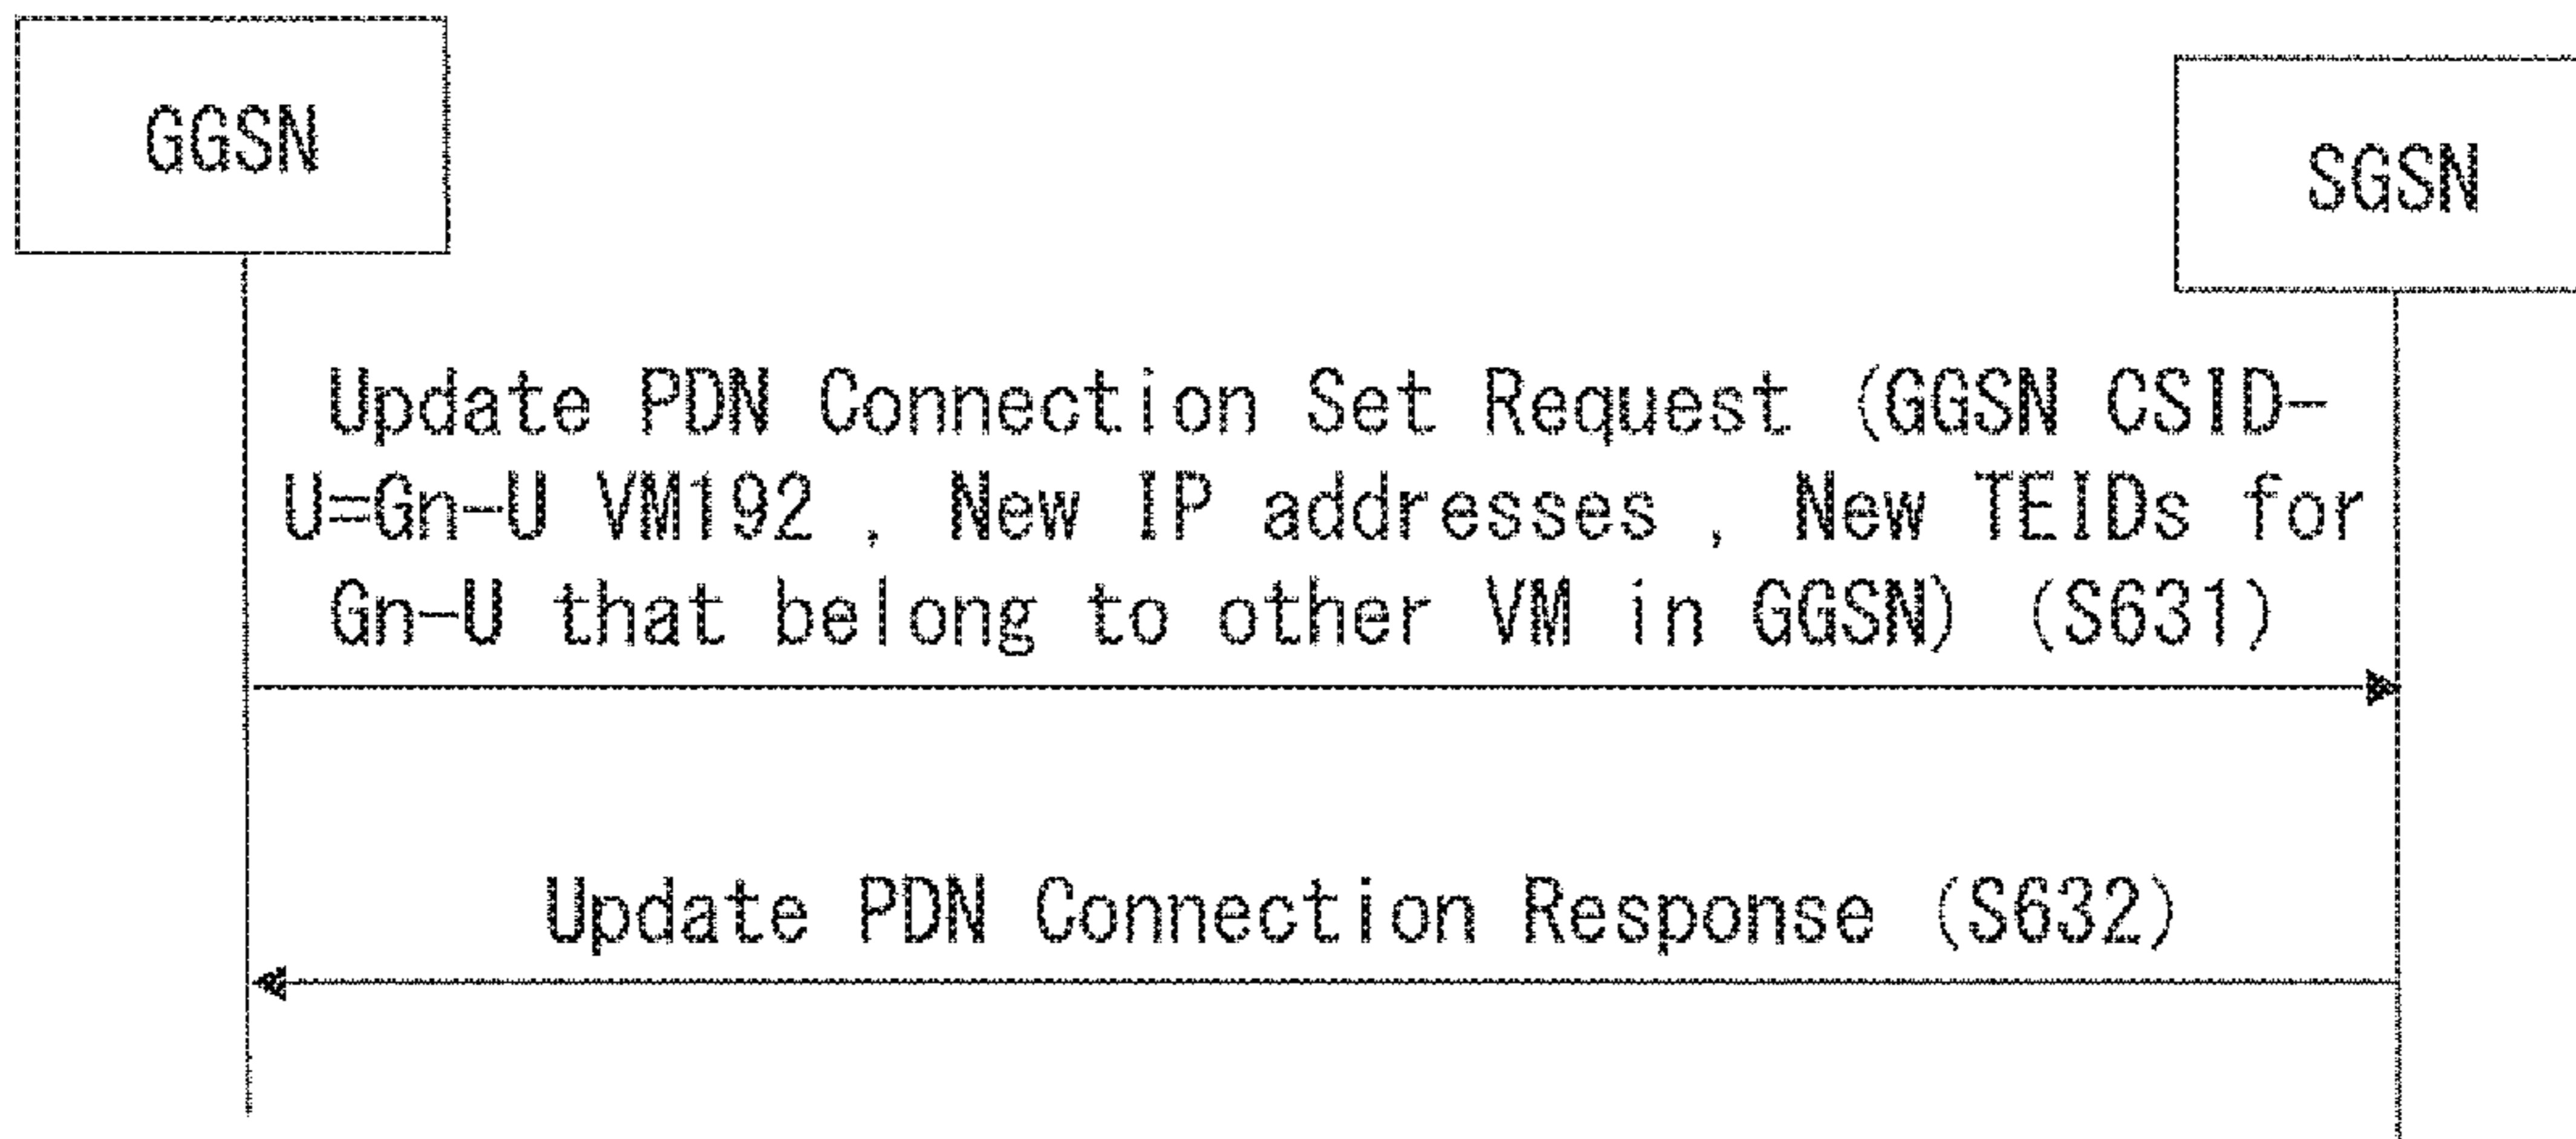 GGSN
SGSN
Update PDN Connection Set Request (GGSN CSID-
U=Gn-U VM192 , New IP addresses , New TEIDs for
Gn-U that belong to other VM in GGSN) (S631)
Update PDN Connection Response (S632)